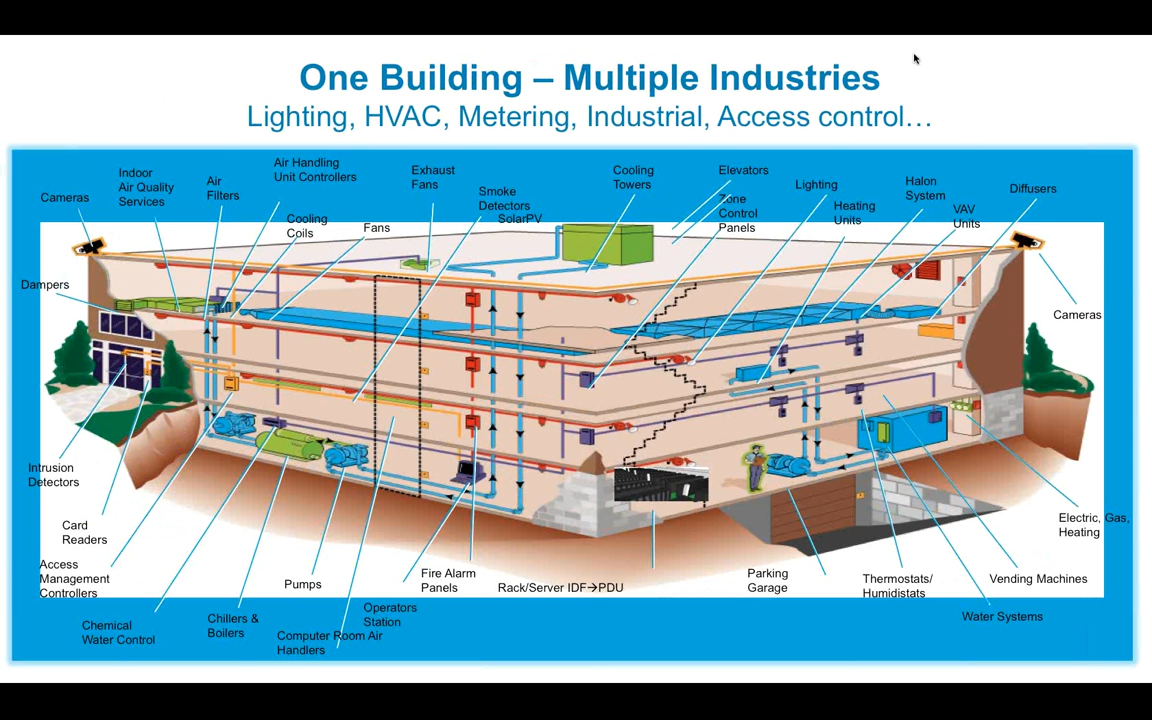 One Building – Multiple Industries
Lighting, HVAC, Metering, Industrial, Access control…
Cameras
Indoor
Air Quality
Services
Air
Filters
Air Handling
Unit Controllers
Cooling
Coils
Fans
Exhaust
Fans
Smoke
Detectors
SolarPV
Cooling
Towers
Elevators
Zone
Control
Panels
Lighting
Heating
Units
Halon
System
VAV
Units
Diffusers
Dampers
Cameras
Intrusion
Detectors
Card
Readers
Access
Management
Controllers
Chemical
Water Control
Chillers &
Boilers
Pumps
Computer Room Air
Handlers
Operators
Station
Fire Alarm
Panels
Rack/Server IDF→PDU
Parking
Garage
Thermostats/
Humidistats
Vending Machines
Water Systems
Electric, Gas,
Heating